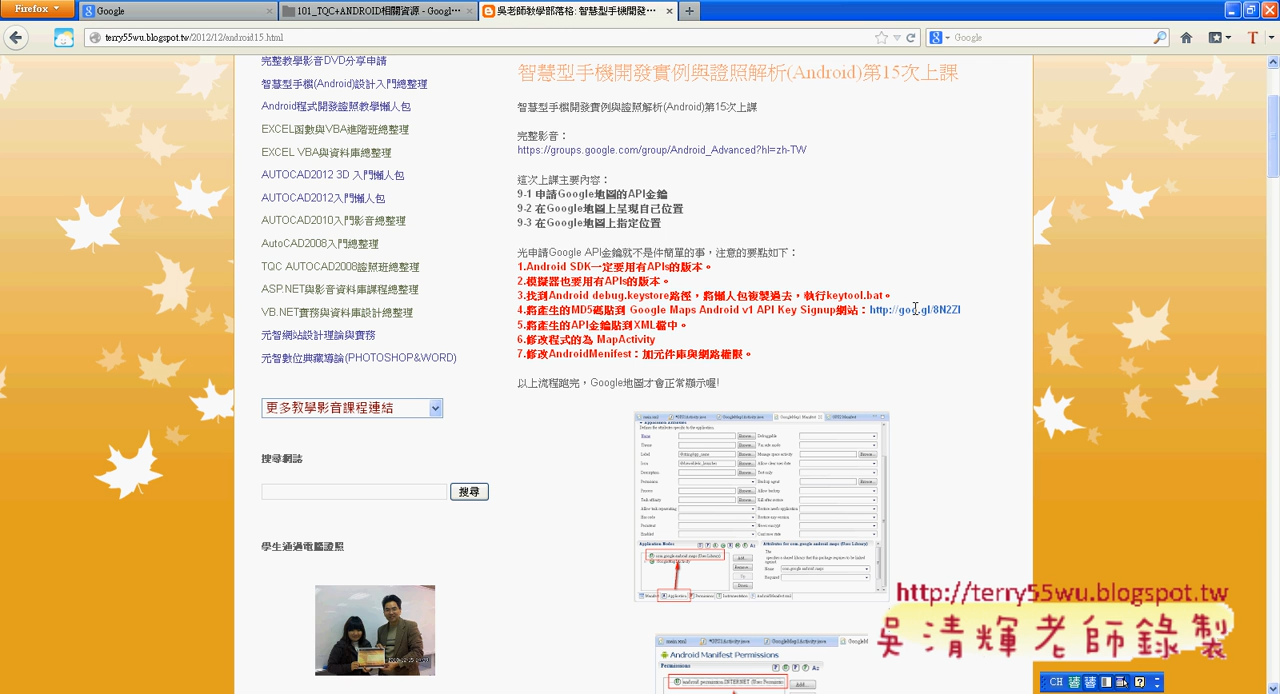 Firefox
Google
101_TQC+ANDROID相關資源 - Googl...
吳老師教學部落格: 智慧型手機開發...
terry55wu.blogspot.tw/2012/12/android15.html
Google
完整教學影音DVD分享申請
智慧型手機(Android)設計入門總整理
Android程式開發證照教學懶人包
EXCEL函數與VBA進階班總整理
EXCEL VBA與資料庫總整理
AUTOCAD2012 3D 入門懶人包
AUTOCAD2012入門懶人包
AUTOCAD2010入門影音總整理
AutoCAD2008入門總整理
TQC AUTOCAD2008證照班總整理
ASP.NET與影音資料庫課程總整理
VB.NET實務與資料庫設計總整理
元智網站設計理論與實務
元智數位典藏導論(PHOTOSHOP&WORD)
更多教學影音課程連結
搜尋網誌
搜尋
學生通過電腦證照
智慧型手機開發實例與證照解析(Android)第15次上課
智慧型手機開發實例與證照解析(Android)第15次上課
完整影音：
https://groups.google.com/group/Android_Advanced?hl=zh-TW
這次上課主要內容：
9-1 申請Google地圖的API金鑰
9-2 在Google地圖上呈現自己位置
9-3 在Google地圖上指定位置
光申請Google API金鑰就不是件簡單的事，注意的要點如下：
1.Android SDK一定要用有APIs的版本。
2.模擬器也要用有APIs的版本。
3.找到Android debug.keystore路徑，將懶人包複製過去，執行keytool.bat。
4.將產生的MD5碼貼到 Google Maps Android v1 API Key Signup網站：http://goo.gl/8N2Zl
5.將產生的API金鑰貼到XML檔中。
6.修改程式的為 MapActivity
7.修改AndroidMenifest：加元件庫與網路權限。
以上流程跑完，Google地圖才會正常顯示喔!
Android Manifest Permissions
Permissions
http://terry55wu.blogspot.tw
吳清輝老師錄製
CH